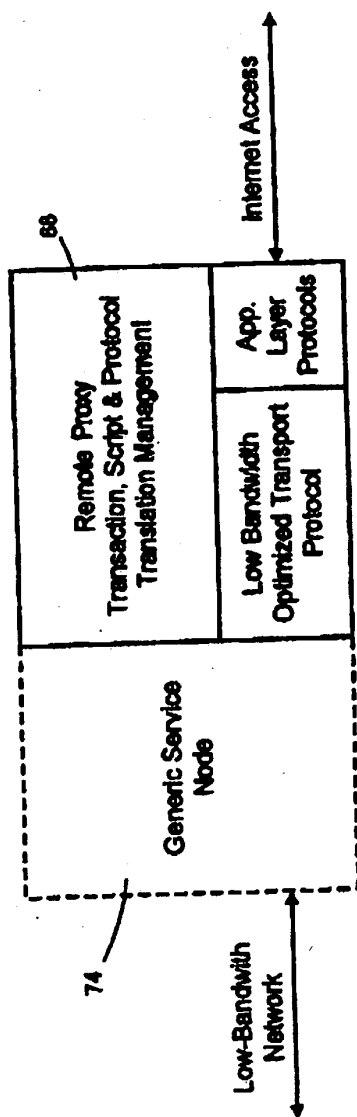 74
Generic Service
Node
Low-Bandwith
Network
68
Remote Proxy
Transaction, Script & Protocol
Translation Management
Low Bandwidth
Optimized Transport
Protocol
App.
Layer
Protocols
Internet Access